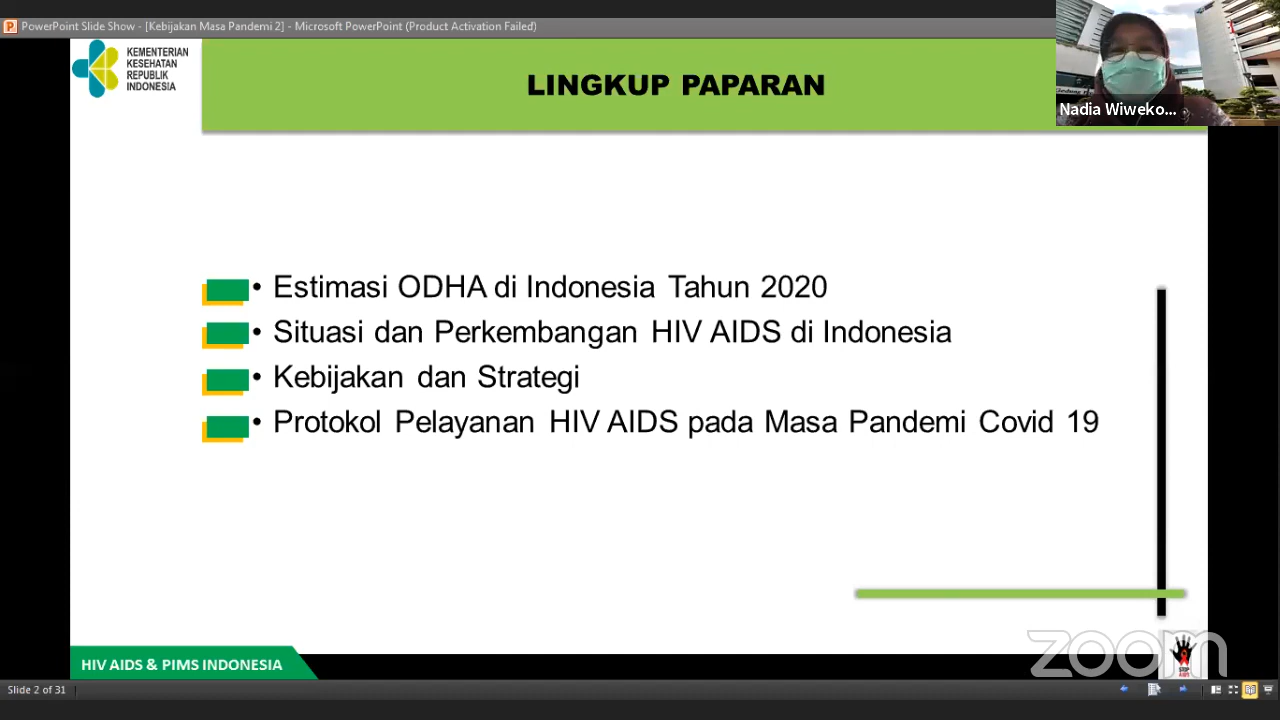 PowerPoint Slide Show - [Kebijakan Masa Pandemi 2] - Microsoft PowerPoint (Product Activation Failed)
KEMENTERIAN
KESEHATAN
REPUBLIK
INDONESIA
LINGKUP PAPARAN
Nadia Wiweko...
• Estimasi ODHA di Indonesia Tahun 2020
• Situasi dan Perkembangan HIV AIDS di Indonesia
• Kebijakan dan Strategi
• Protokol Pelayanan HIV AIDS pada Masa Pandemi Covid 19
zoom
STOP
AIDS
HIV AIDS & PIMS INDONESIA
Slide 2 of 31